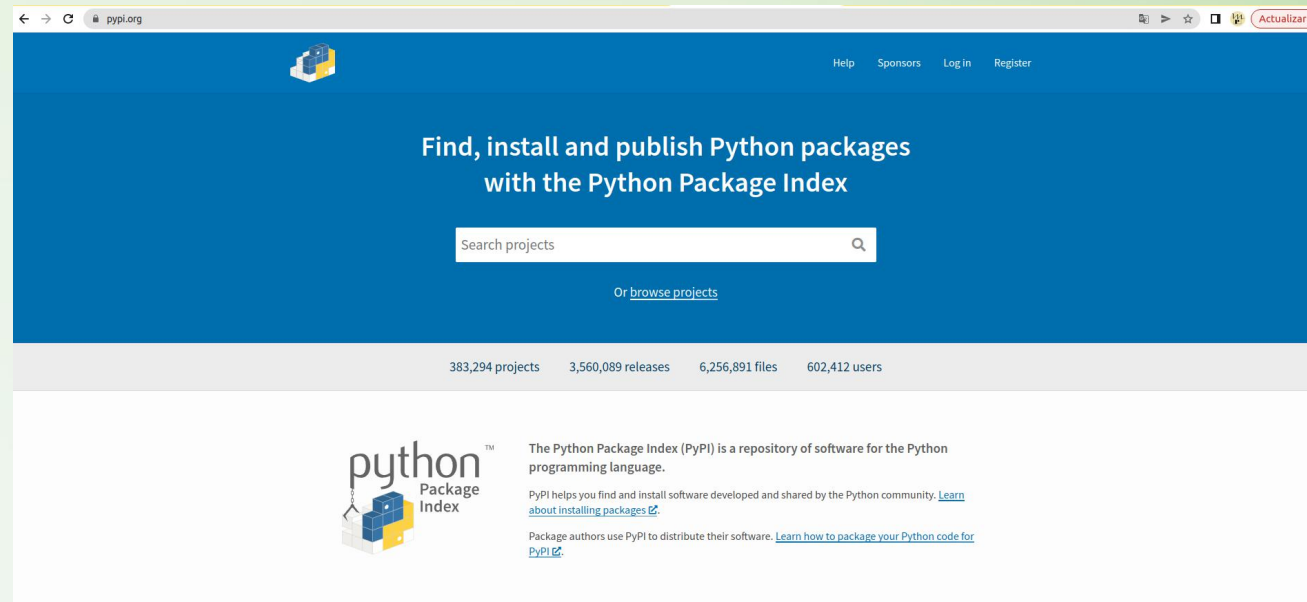 pypi.org
Actualizar
Help Sponsors Log in Register
Find, install and publish Python packages
with the Python Package Index
Search projects
Or browse projects
383,294 projects 3,560,089 releases 6,256,891 files 602,412 users
python™
Package
Index
The Python Package Index (PyPI) is a repository of software for the Python
programming language.
PyPI helps you find and install software developed and shared by the Python community. Learn
about installing packages.
Package authors use PyPI to distribute their software. Learn how to package your Python code for
PyPI.